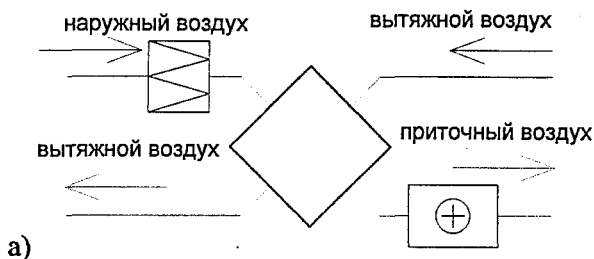 наружный воздух
вытяжной воздух
вытяжной воздух
приточный воздух
а)